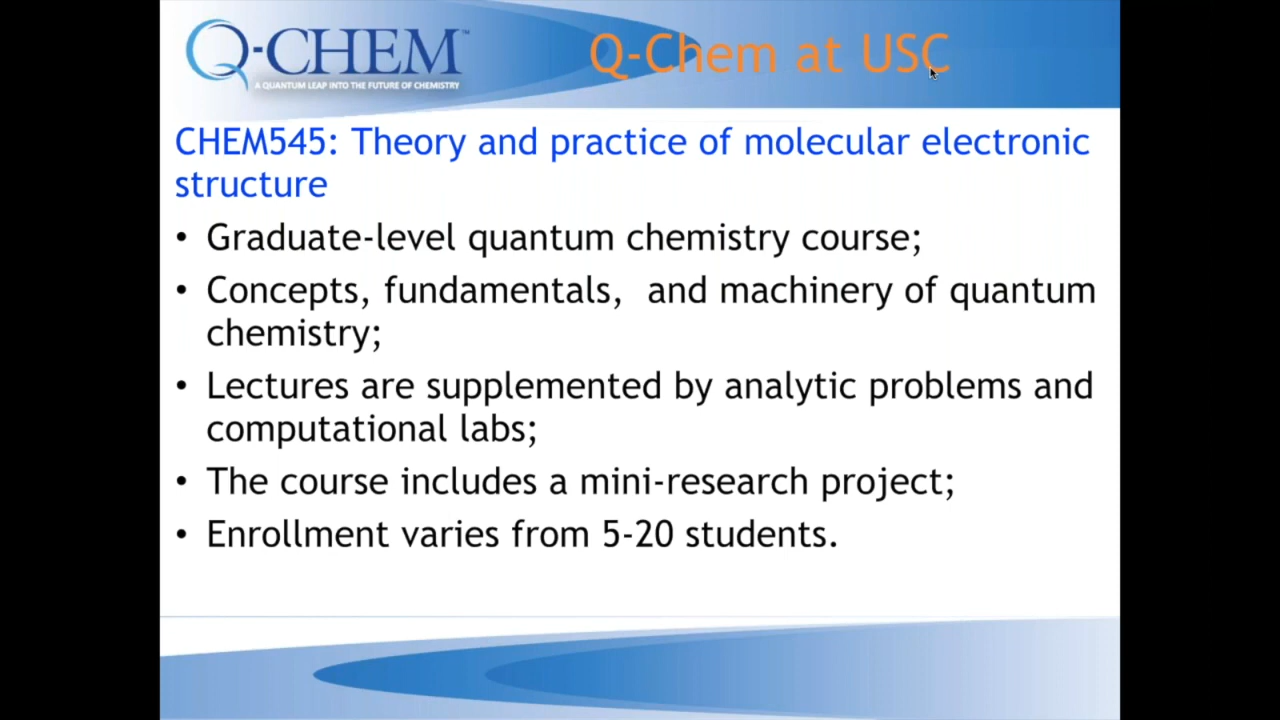 Q-CHEM™
A QUANTUM LEAP INTO THE FUTURE OF CHEMISTRY
Q-Chem at USC
CHEM545: Theory and practice of molecular electronic
structure
• Graduate-level quantum chemistry course;
• Concepts, fundamentals,  and machinery of quantum
chemistry;
• Lectures are supplemented by analytic problems and
computational labs;
• The course includes a mini-research project;
• Enrollment varies from 5-20 students.